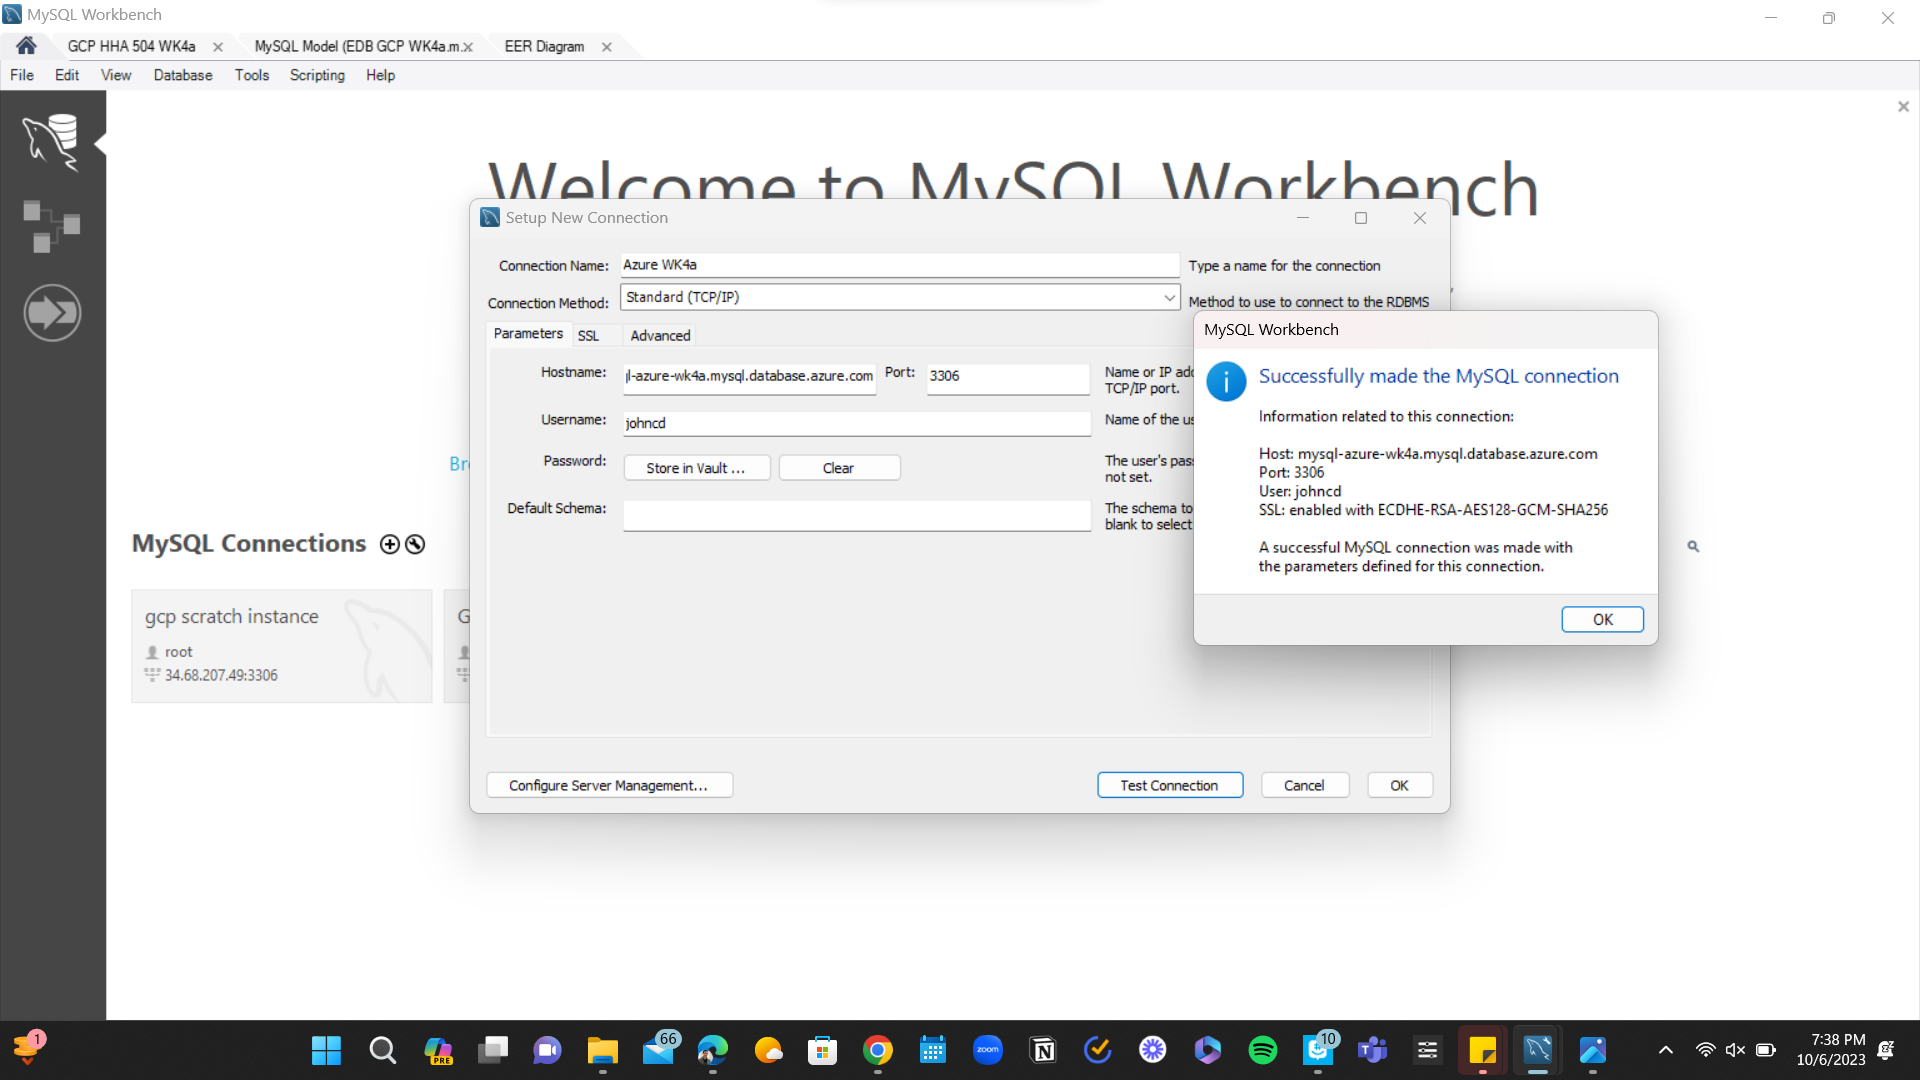 MySQL Workbench
GCP HHA 504 WK4a
MySQL Model (EDB GCP WK4a.m
EER Diagram
File Edit View Database Tools Scripting Help
Welcome to MySQL Workbench
Setup New Connection
Connection Name: Azure WK4a Type a name for the connection
Connection Method: Standard (TCP/IP) Method to use to connect to the RDBMS
Parameters SSL Advanced
Hostname: l-azure-wk4a.mysql.database.azure.com Port: 3306 Name or IP
TCP/IP port.
Username: johncd Name of the
Password: Store in Vault ... Clear The user's
not set.
Default Schema: The schema to
blank to select
MySQL Workbench
Successfully made the MySQL connection
Information related to this connection:
Host: mysql-azure-wk4a.mysql.database.azure.com
Port: 3306
User: johncd
SSL: enabled with ECDHE-RSA-AES128-GCM-SHA256
A successful MySQL connection was made with
the parameters defined for this connection.
OK
MySQL Connections
gcp scratch instance
root
34.68.207.49:3306
G
Configure Server Management... Test Connection Cancel OK
1
PRE
66
zoom
10
7:38 PM
10/6/2023